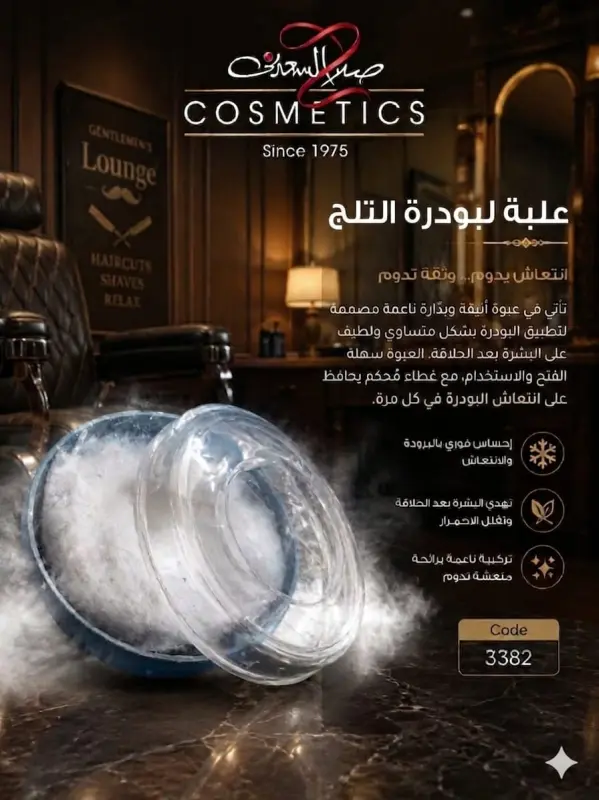 COSMETICS
Since 1975
GENTLEMEN'S
Lounge
HAIRCUTS
SHAVES
RELAX
علبة لبودرة التلج
انتعاش يدوم... وثقة تدوم
تأتي في عبوة أنيقة وبدّارة ناعمة مصممة
لتطبيق البودرة بشكل متساوي ولطيف
على البشرة بعد الحلاقة. العبوة سهلة
الفتح والاستخدام، مع غطاء مُحكم يحافظ
على انتعاش البودرة في كل مرة.
إحساس فوري بالبرودة
والانتعاش
تهدي البشرة بعد الحلاقة
وتقلل الاحمرار
تركيبة ناعمة برائحة
منعشة تدوم
Code
3382